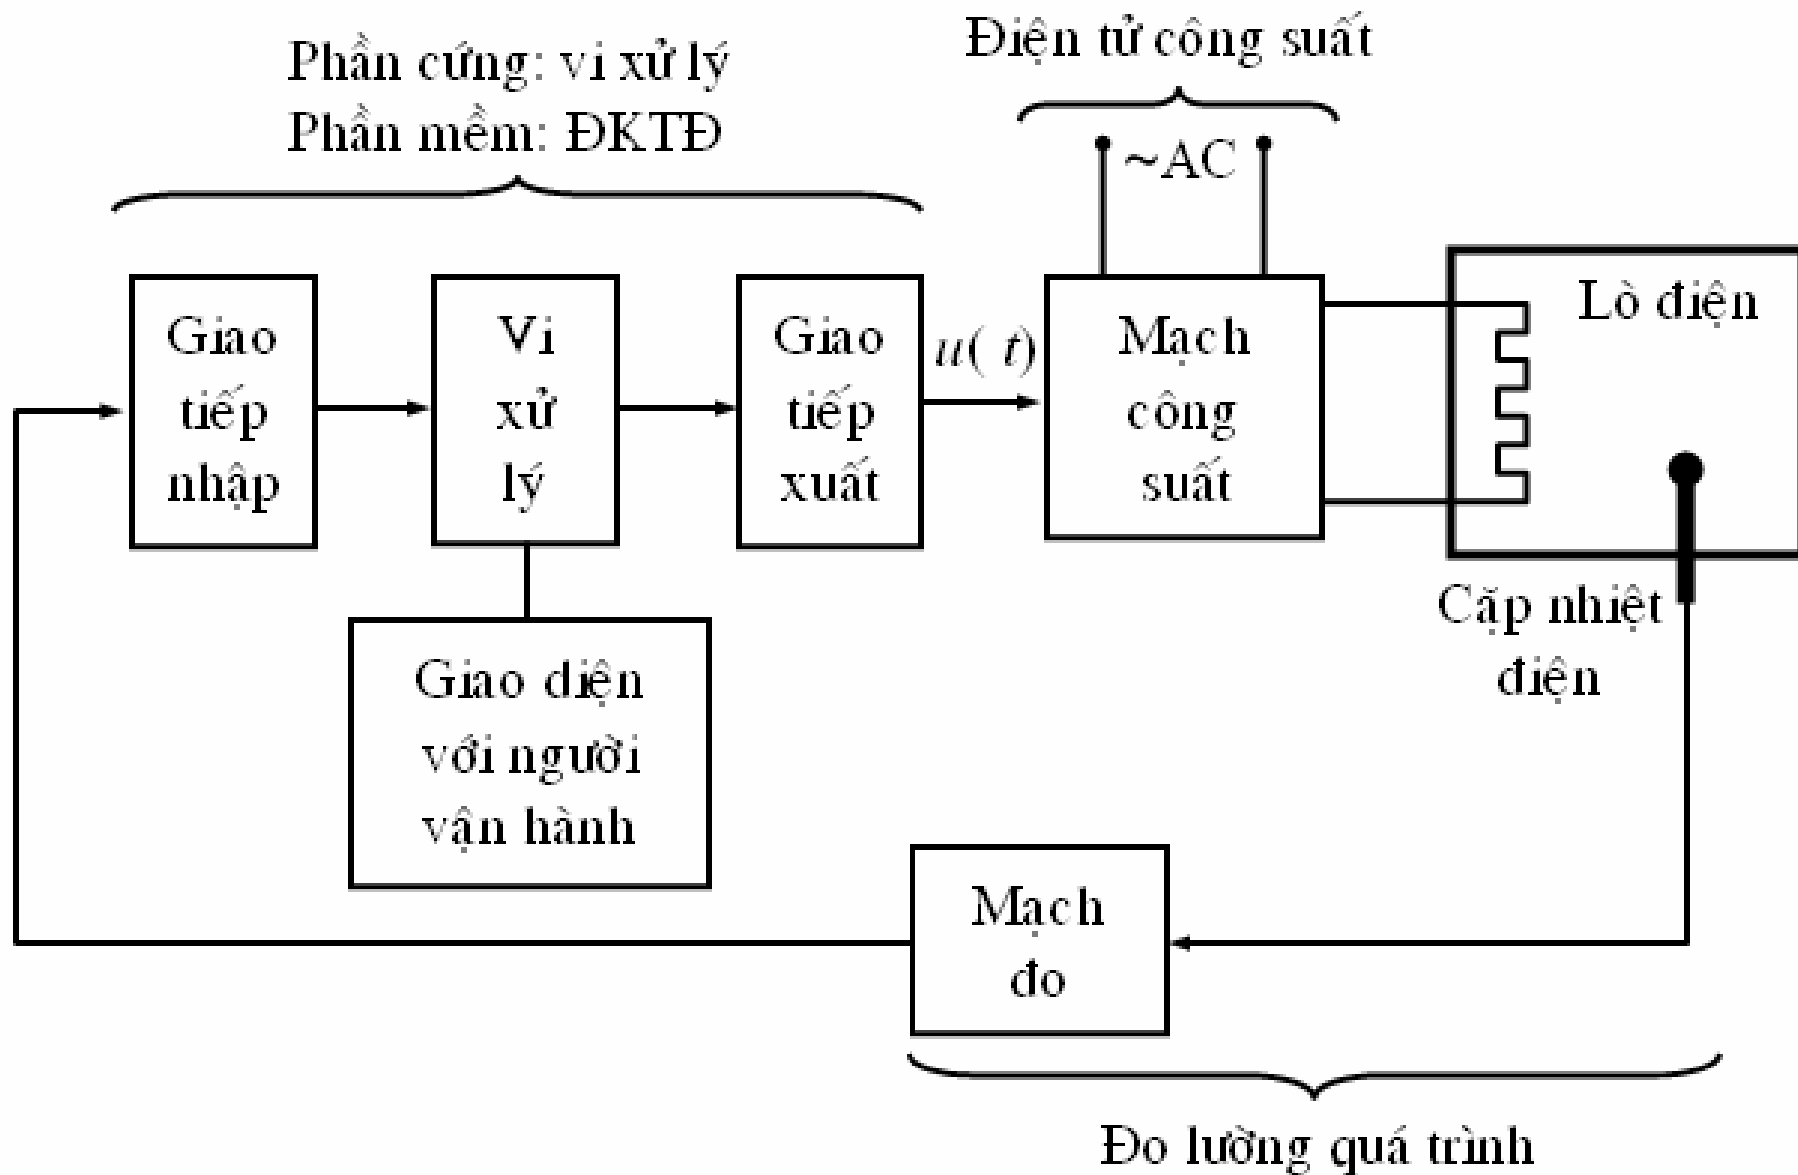 Điện tử công suất
Phần cứng: vi xử lý
Phần mềm: ĐKTĐ
~AC
Giao
tiếp
nhập
Vi
xử
lý
Giao
tiếp
xuất
u( t)
Mạch
công
suất
Lò điện
Cặp nhiệt
điện
Giao diện
với người
vận hành
Mạch
đo
Đo lường quá trình